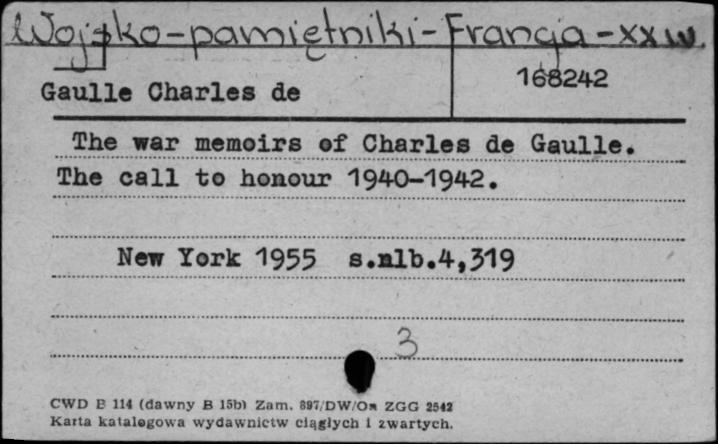 Wojsko-pamiętniki-Francja-XX w.
168242
Gaulle Charles de
The war memoirs of Charles de Gaulle.
The call to honour 1940-1942.
New York 1955 s.nlb.4,319
3
CWD B 114 (dawny B 15b) Zam. 897/DW/Om ZGG 2542
Karta katalogowa wydawnictw ciągłych i zwartych.